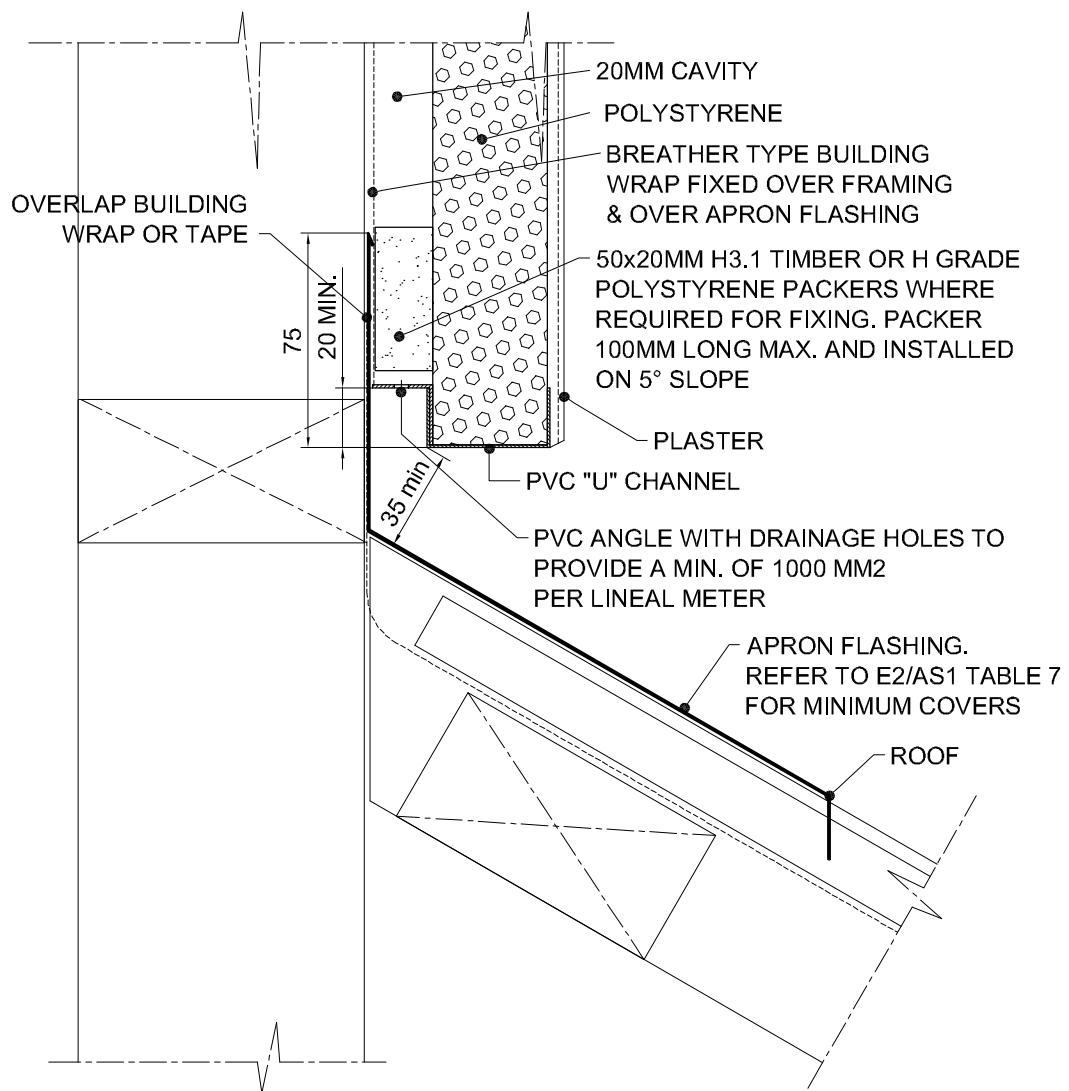 20MM CAVITY
POLYSTYRENE
BREATHER TYPE BUILDING
WRAP FIXED OVER FRAMING
& OVER APRON FLASHING
OVERLAP BUILDING
WRAP OR TAPE
50x20MM H3.1 TIMBER OR H GRADE
POLYSTYRENE PACKERS WHERE
REQUIRED FOR FIXING. PACKER
100MM LONG MAX. AND INSTALLED
ON 5° SLOPE
75
20 MIN.
PLASTER
PVC "U" CHANNEL
35 min
PVC ANGLE WITH DRAINAGE HOLES TO
PROVIDE A MIN. OF 1000 MM2
PER LINEAL METER
APRON FLASHING.
REFER TO E2/AS1 TABLE 7
FOR MINIMUM COVERS
ROOF